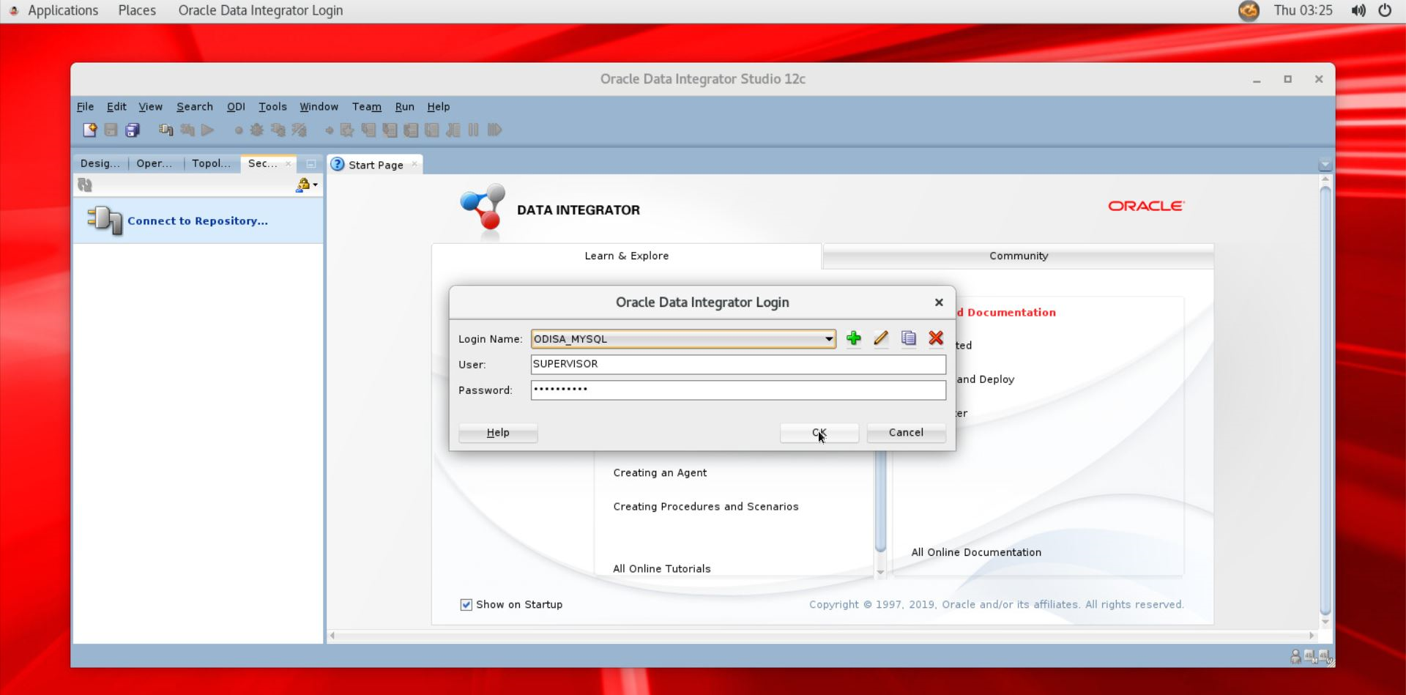 Applications Places Oracle Data Integrator Login Thu 03:25
Oracle Data Integrator Studio 12c
File Edit View Search ODI Tools Window Team Run Help
Desig... Oper... Topol... Sec... Start Page
Connect to Repository...
DATA INTEGRATOR
ORACLE
Learn & Explore
Community
Oracle Data Integrator Login
d Documentation
Login Name: ODISA_MYSQL
ted
User: SUPERVISOR
and Deploy
Password: ••••••••••
ter
Help OK Cancel
Creating an Agent
Creating Procedures and Scenarios
All Online Documentation
All Online Tutorials
Show on Startup
Copyright © 1997, 2019, Oracle and/or its affiliates. All rights reserved.